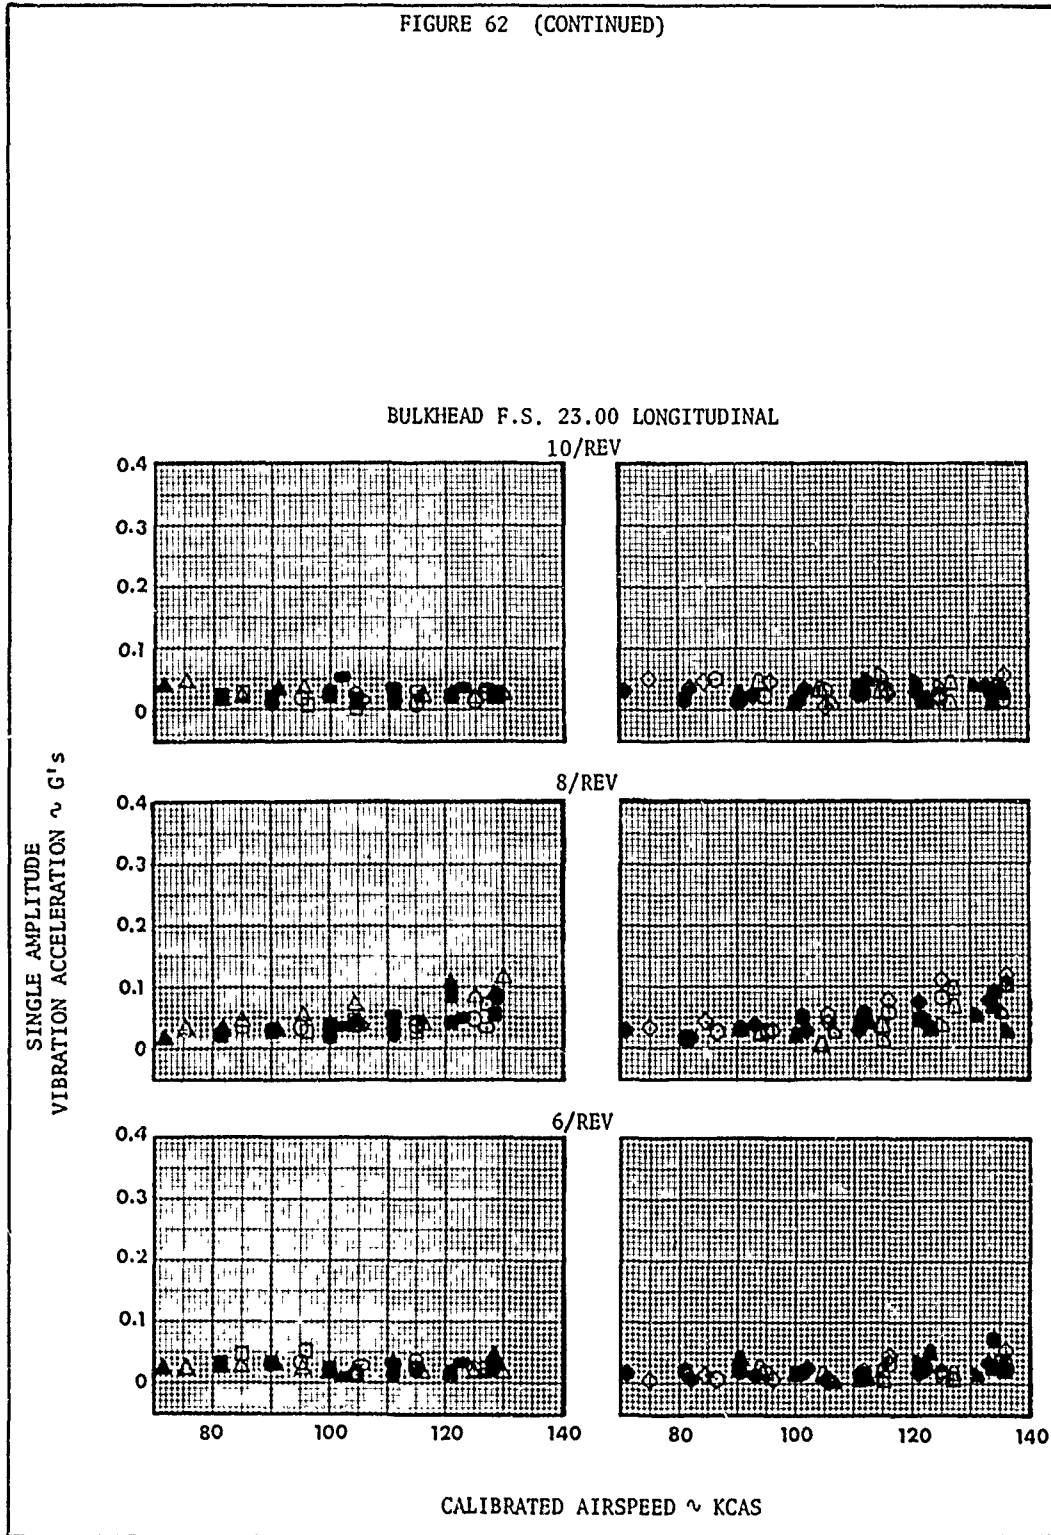 FIGURE 62 (CONTINUED)
BULKHEAD F.S. 23.00 LONGITUDINAL
10/REV
0.4
0.3
0.2
0.1
0
8/REV
0.4
0.3
0.2
0.1
0
6/REV
0.4
0.3
0.2
0.1
0
SINGLE AMPLITUDE
VIBRATION ACCELERATION ~ G's
80 100 120 140 80 100 120 140
CALIBRATED AIRSPEED ~ KCAS